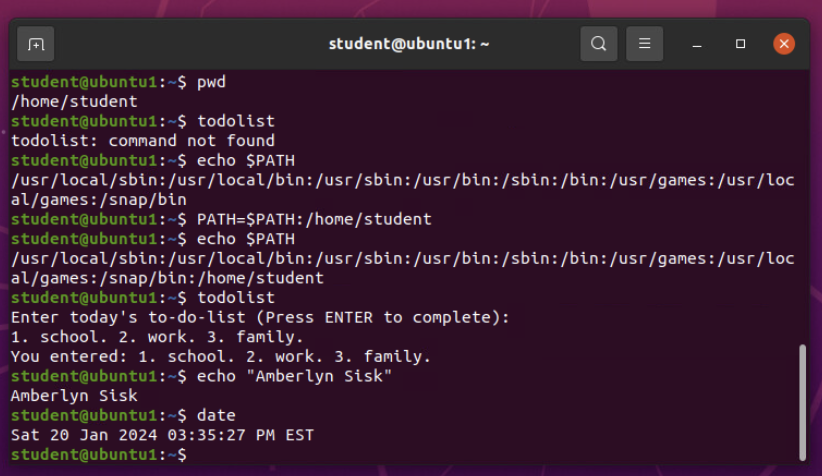 student@ubuntu1: ~
student@ubuntu1:~$ pwd
/home/student
student@ubuntu1:~$ todolist
todolist: command not found
student@ubuntu1:~$ echo $PATH
/usr/local/sbin:/usr/local/bin:/usr/sbin:/usr/bin:/sbin:/bin:/usr/games:/usr/loc
al/games:/snap/bin
student@ubuntu1:~$ PATH=$PATH:/home/student
student@ubuntu1:~$ echo $PATH
/usr/local/sbin:/usr/local/bin:/usr/sbin:/usr/bin:/sbin:/bin:/usr/games:/usr/loc
al/games:/snap/bin:/home/student
student@ubuntu1:~$ todolist
Enter today's to-do-list (Press ENTER to complete):
1. school. 2. work. 3. family.
You entered: 1. school. 2. work. 3. family.
student@ubuntu1:~$ echo "Amberlyn Sisk"
Amberlyn Sisk
student@ubuntu1:~$ date
Sat 20 Jan 2024 03:35:27 PM EST
student@ubuntu1:~$